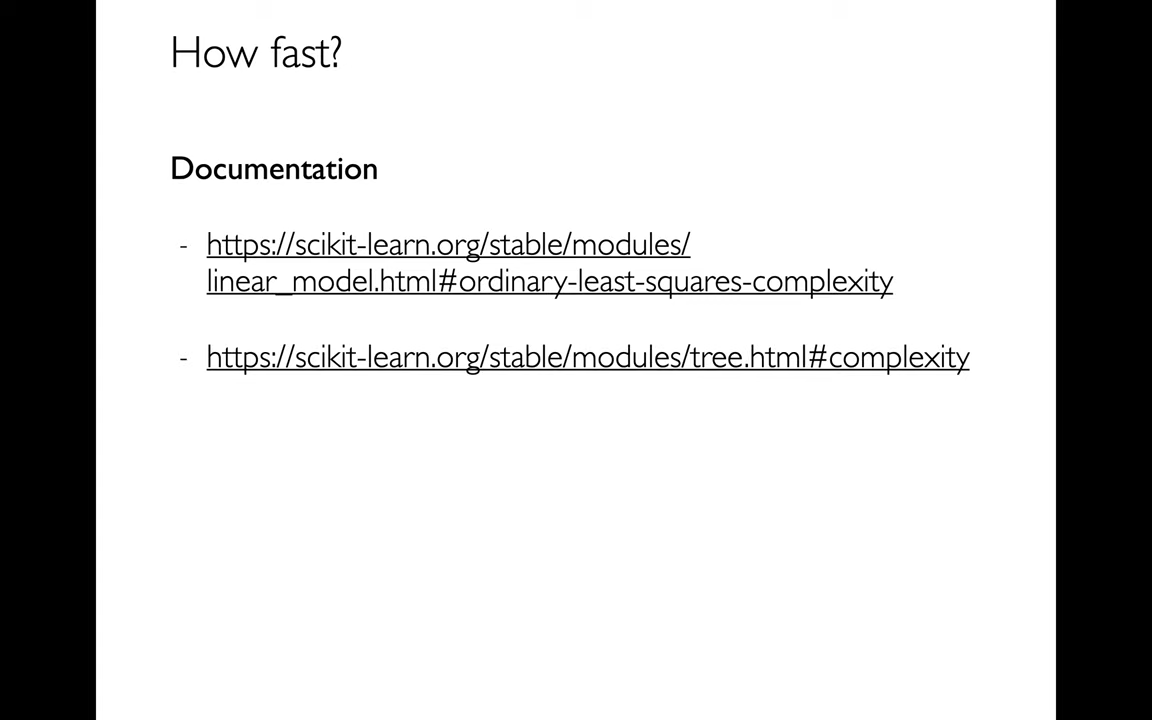 How fast?
Documentation
- https://scikit-learn.org/stable/modules/
linear_model.html#ordinary-least-squares-complexity
- https://scikit-learn.org/stable/modules/tree.html#complexity